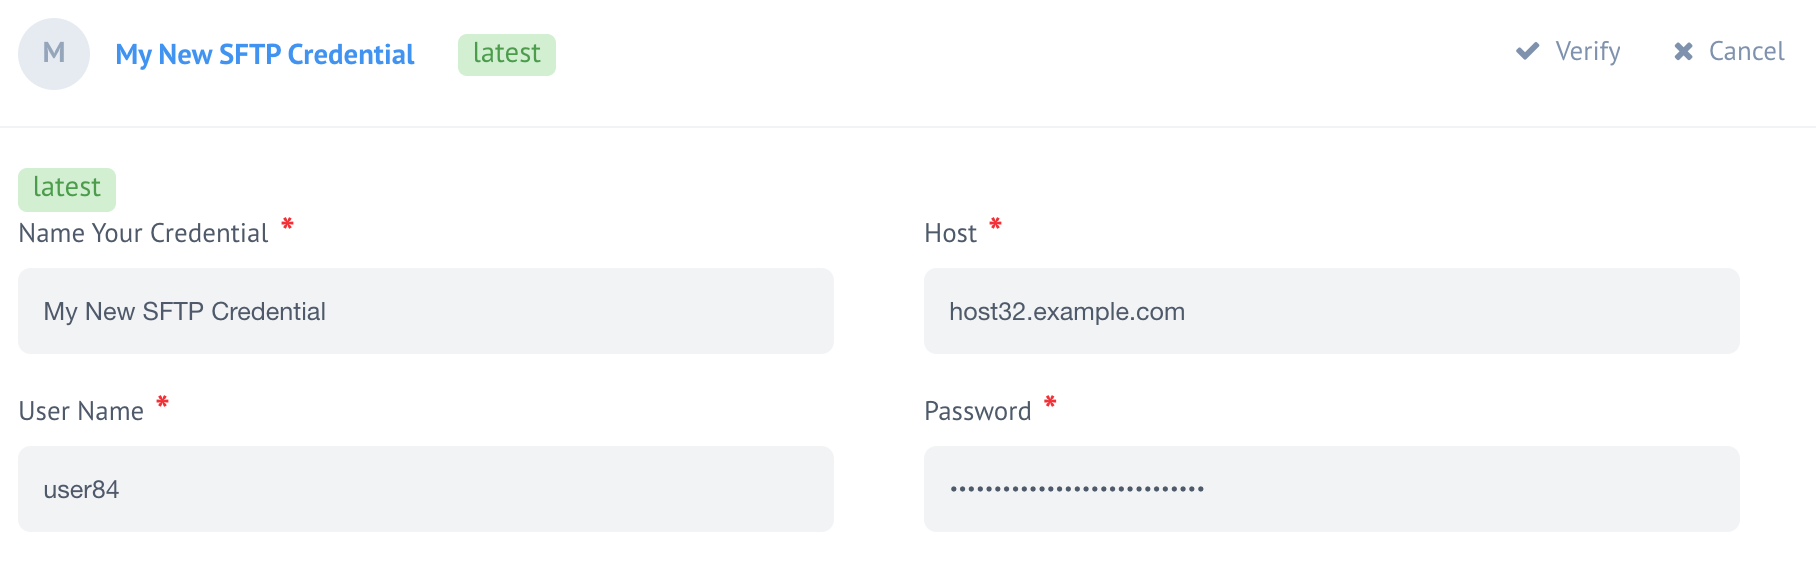 M My New SFTP Credential latest Verify Cancel
latest
Name Your Credential * Host *
My New SFTP Credential host32.example.com
User Name * Password *
user84 •••••••••••••••••••••••••••••